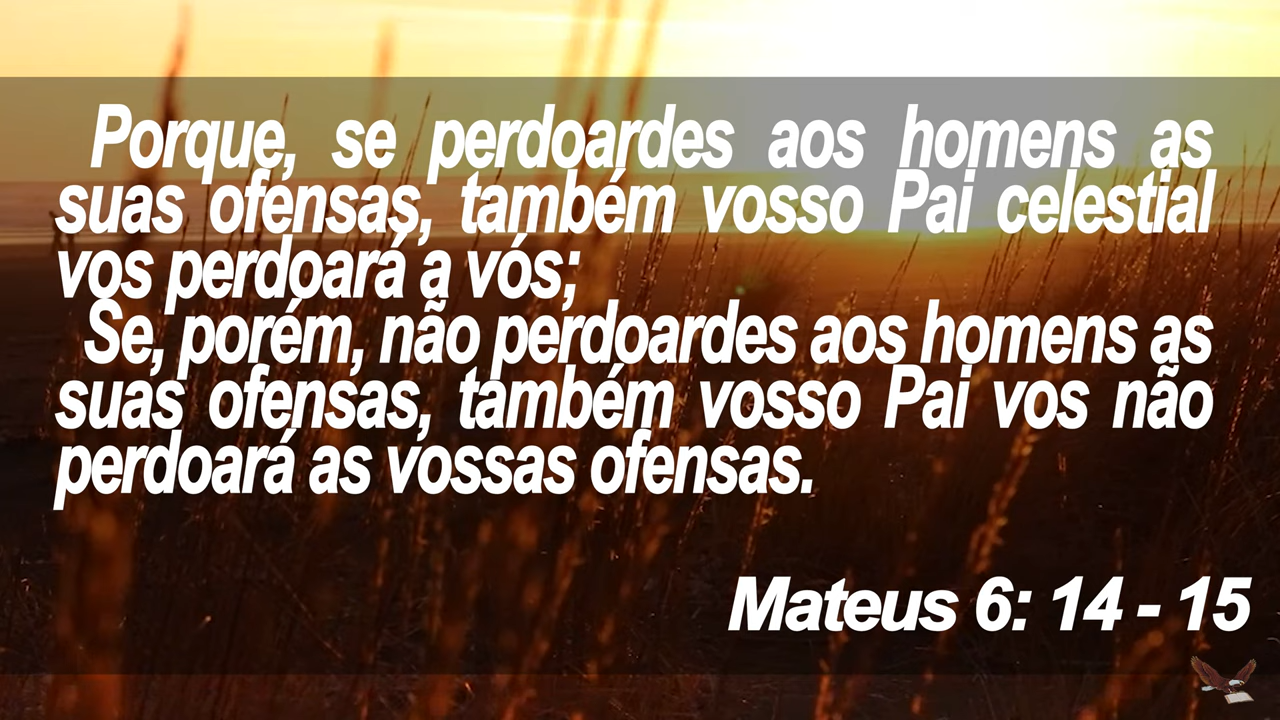 Porque, se perdoardes aos homens as
suas ofensas, também vosso Pai celestial
vos perdoará a vós;
Se, porém, não perdoardes aos homens as
suas ofensas, também vosso Pai vos não
perdoará as vossas ofensas.
Mateus 6: 14 - 15